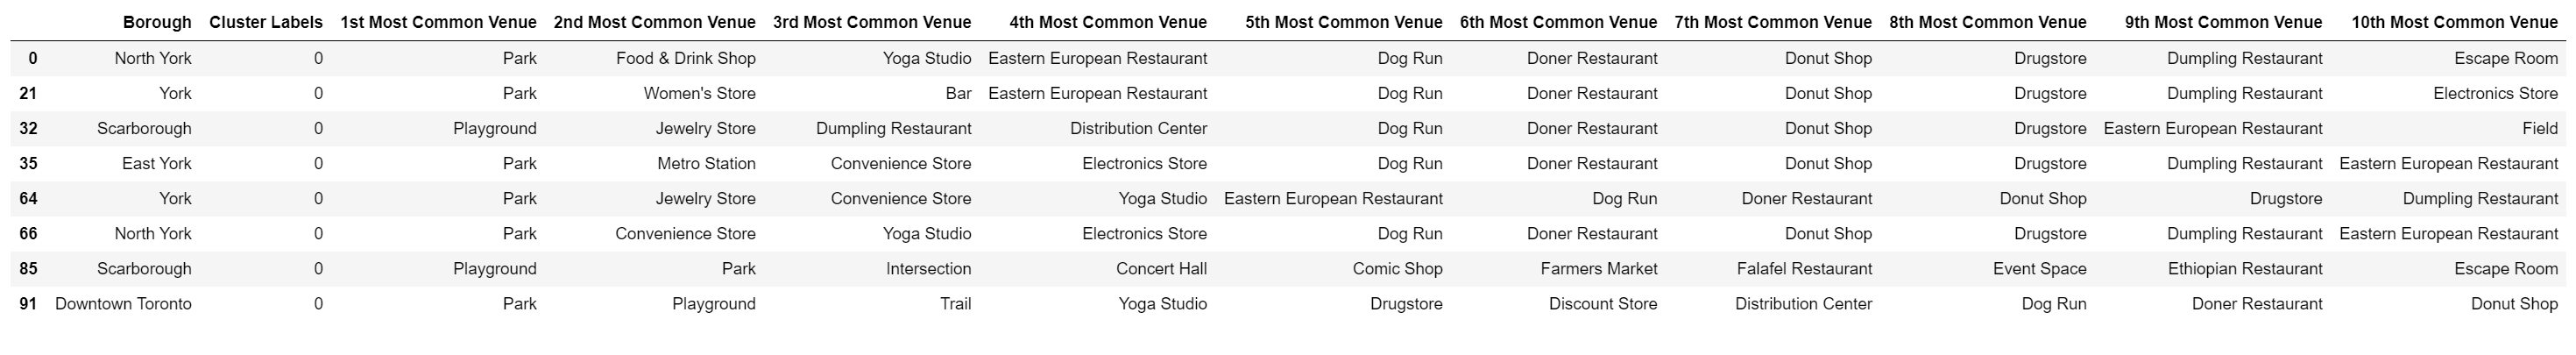 Borough Cluster Labels 1st Most Common Venue 2nd Most Common Venue 3rd Most Common Venue 4th Most Common Venue 5th Most Common Venue 6th Most Common Venue 7th Most Common Venue 8th Most Common Venue 9th Most Common Venue 10th Most Common Venue
0 North York 0 Park Food & Drink Shop Yoga Studio Eastern European Restaurant Dog Run Doner Restaurant Donut Shop Drugstore Dumpling Restaurant Escape Room
21 York 0 Park Women's Store Bar Eastern European Restaurant Dog Run Doner Restaurant Donut Shop Drugstore Dumpling Restaurant Electronics Store
32 Scarborough 0 Playground Jewelry Store Dumpling Restaurant Distribution Center Dog Run Doner Restaurant Donut Shop Drugstore Eastern European Restaurant Field
35 East York 0 Park Metro Station Convenience Store Electronics Store Dog Run Doner Restaurant Donut Shop Drugstore Dumpling Restaurant Eastern European Restaurant
64 York 0 Park Jewelry Store Convenience Store Yoga Studio Eastern European Restaurant Dog Run Doner Restaurant Donut Shop Drugstore Dumpling Restaurant
66 North York 0 Park Convenience Store Yoga Studio Electronics Store Dog Run Doner Restaurant Donut Shop Drugstore Dumpling Restaurant Eastern European Restaurant
85 Scarborough 0 Playground Park Intersection Concert Hall Comic Shop Farmers Market Falafel Restaurant Event Space Ethiopian Restaurant Escape Room
91 Downtown Toronto 0 Park Playground Trail Yoga Studio Drugstore Discount Store Distribution Center Dog Run Doner Restaurant Donut Shop